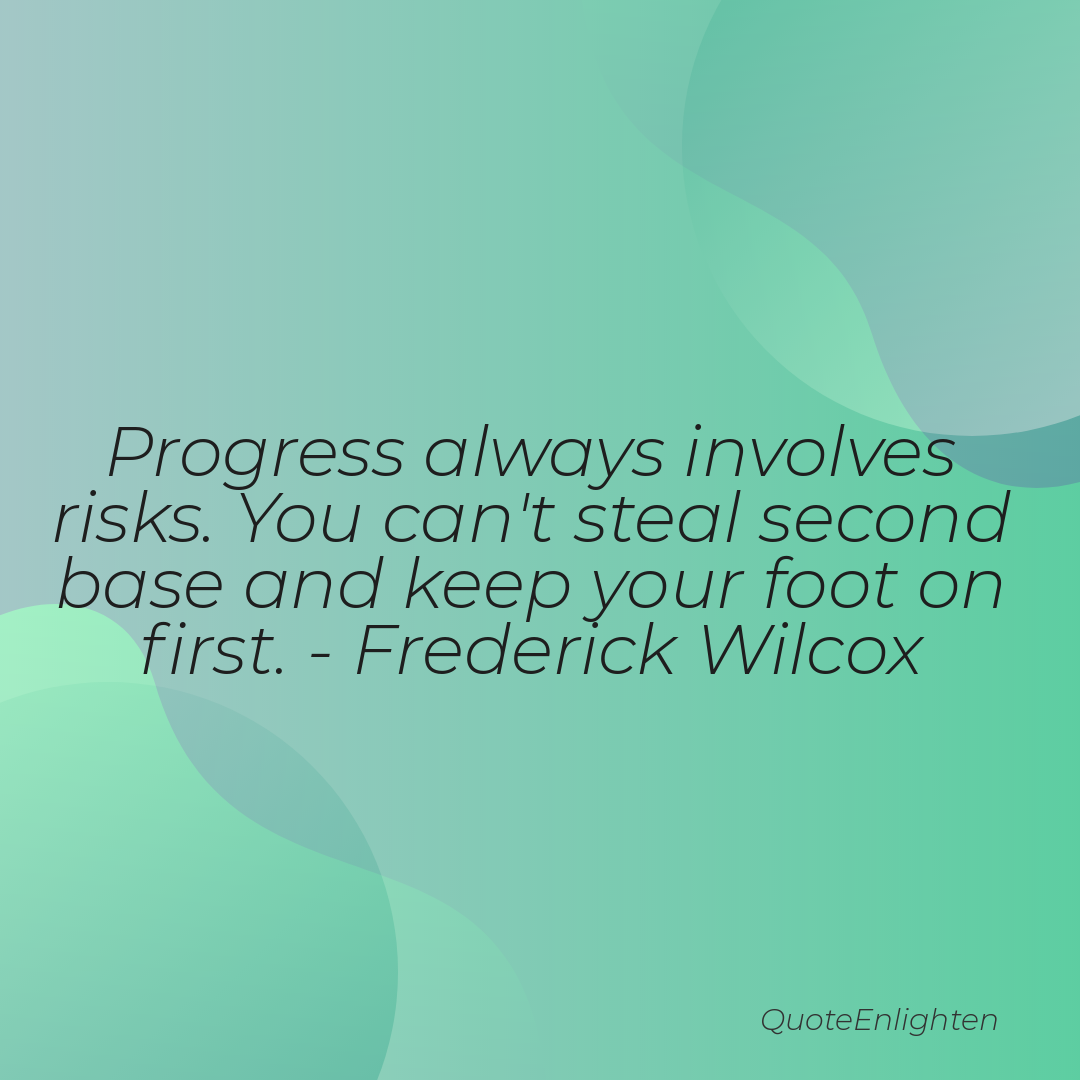 Progress always involves
risks. You can't steal second
base and keep your foot on
first. - Frederick Wilcox
QuoteEnlighten